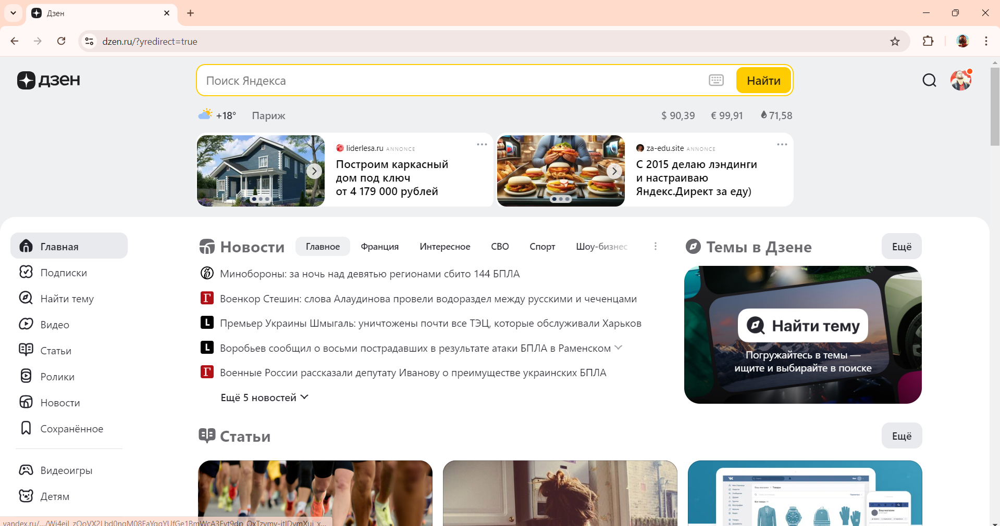 Дзен
dzen.ru/?yredirect=true
дзен
Поиск Яндекса
Найти
+18°
Париж
$ 90,39
€ 99,91
71,58
liderlesa.ru ANNONCE
Построим каркасный
дом под ключ
от 4 179 000 рублей
za-edu.site ANNONCE
С 2015 делаю лэндинги
и настраиваю
Яндекс.Директ за еду)
Главная
Подписки
Найти тему
Видео
Статьи
Ролики
Новости
Сохранённое
Видеоигры
Детям
Новости
Главное
Франция
Интересное
СВО
Спорт
Шоу-бизнес
Минобороны: за ночь над девятью регионами сбито 144 БПЛА
Военкор Стешин: слова Алаудинова провели водораздел между русскими и чеченцами
Премьер Украины Шмыгаль: уничтожены почти все ТЭЦ, которые обслуживали Харьков
Воробьев сообщил о восьми пострадавших в результате атаки БПЛА в Раменском
Военные России рассказали депутату Иванову о преимуществе украинских БПЛА
Ещё 5 новостей
Темы в Дзене
Ещё
Найти тему
Погружайтесь в темы —
ищите и выбирайте в поиске
Статьи
Ещё